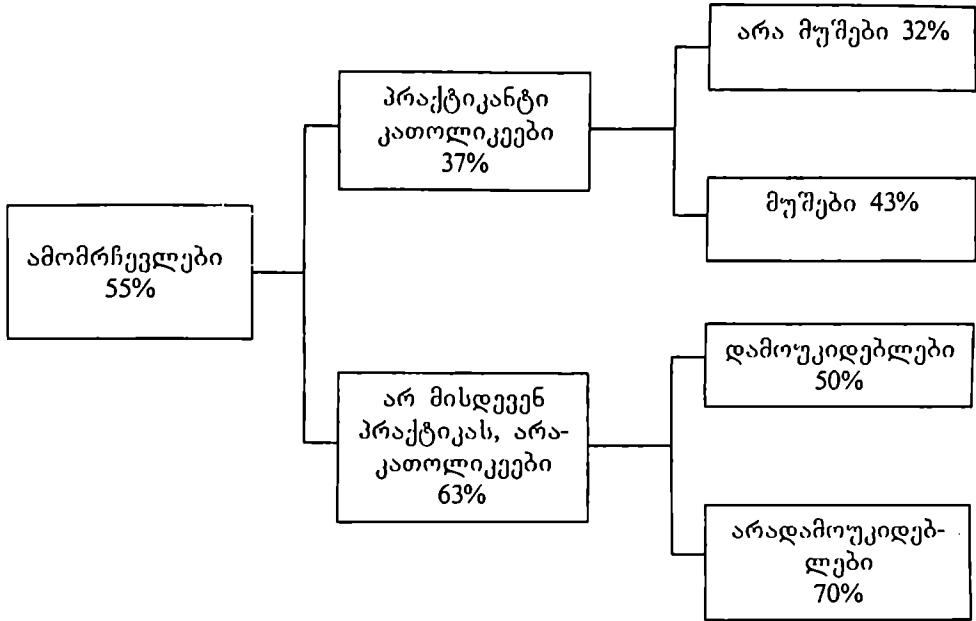 ამომრჩევლები
55%
პრაქტიკანტი
კათოლიკეები
37%
არა მუშები 32%
მუშები 43%
არ მისდევენ
პრაქტიკას, არა-
კათოლიკეები
63%
დამოუკიდებლები
50%
არადამოუკიდებ-
ლები
70%